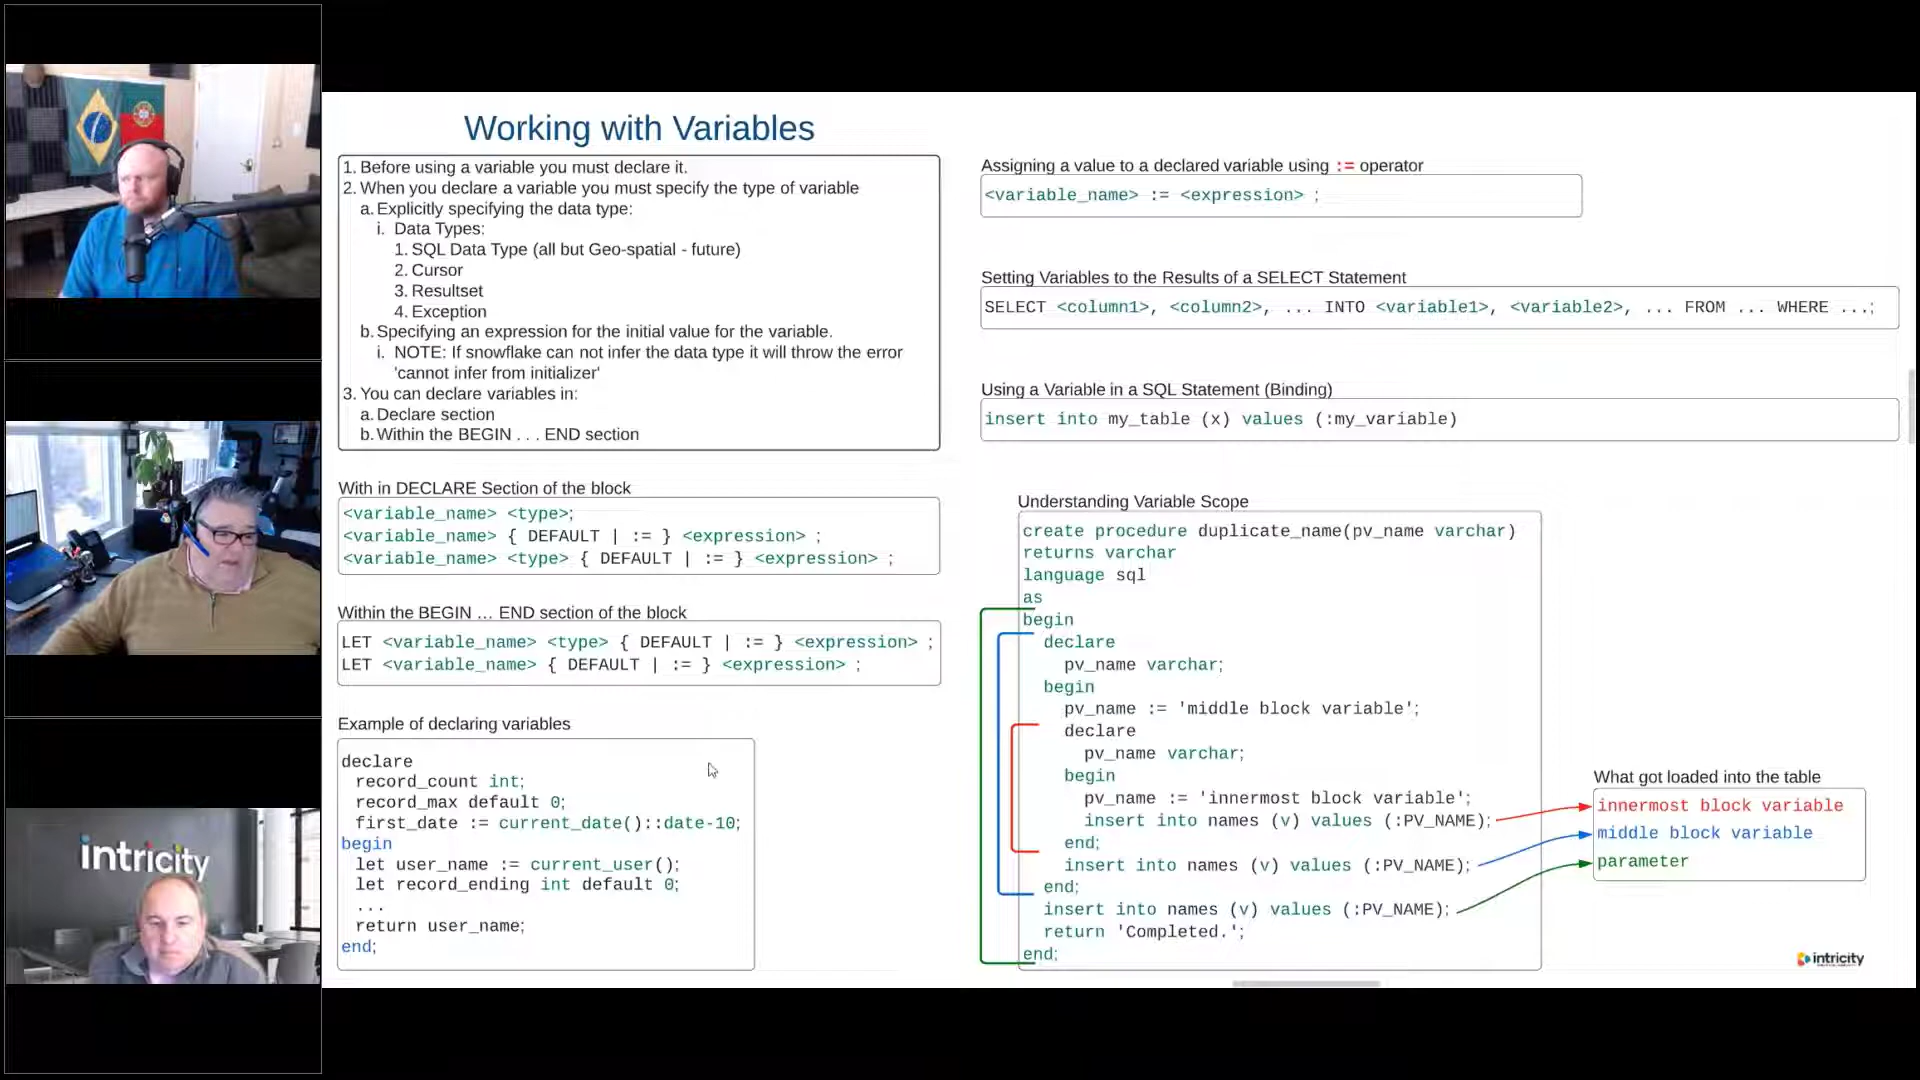 Working with Variables
1. Before using a variable you must declare it.
2. When you declare a variable you must specify the type of variable
a. Explicitly specifying the data type:
i. Data Types:
1. SQL Data Type (all but Geo-spatial - future)
2. Cursor
3. Resultset
4. Exception
b. Specifying an expression for the initial value for the variable.
i. NOTE: If snowflake can not infer the data type it will throw the error
'cannot infer from initializer'
3. You can declare variables in:
a. Declare section
b. Within the BEGIN . . . END section
With in DECLARE Section of the block
<variable_name> <type>;
<variable_name> { DEFAULT | := } <expression> ;
<variable_name> <type> { DEFAULT | := } <expression> ;
Within the BEGIN ... END section of the block
LET <variable_name> <type> { DEFAULT | := } <expression> ;
LET <variable_name> { DEFAULT | := } <expression> ;
Example of declaring variables
declare
record_count int;
record_max default 0;
first_date := current_date()::date-10;
begin
let user_name := current_user();
let record_ending int default 0;
...
return user_name;
end;
Assigning a value to a declared variable using := operator
<variable_name> := <expression> ;
Setting Variables to the Results of a SELECT Statement
SELECT <column1>, <column2>, ... INTO <variable1>, <variable2>, ... FROM ... WHERE ...;
Using a Variable in a SQL Statement (Binding)
insert into my_table (x) values (:my_variable)
Understanding Variable Scope
create procedure duplicate_name(pv_name varchar)
returns varchar
language sql
as
begin
declare
pv_name varchar;
begin
pv_name := 'middle block variable';
declare
pv_name varchar;
begin
pv_name := 'innermost block variable';
insert into names (v) values (:PV_NAME);
end;
insert into names (v) values (:PV_NAME);
end;
insert into names (v) values (:PV_NAME);
return 'Completed.';
end;
What got loaded into the table
innermost block variable
middle block variable
parameter
intricity
intricity